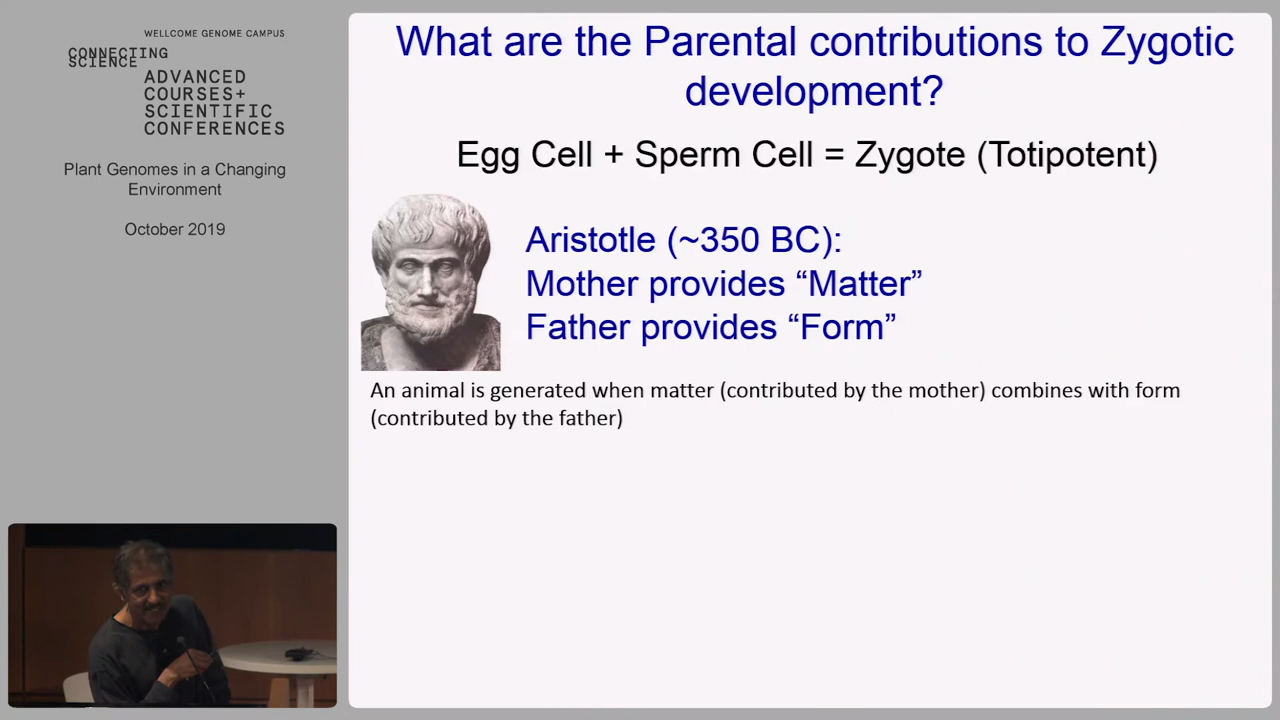 WELLCOME GENOME CAMPUS
CONNECTING
SCIENCE
ADVANCED
COURSES+
SCIENTIFIC
CONFERENCES
Plant Genomes in a Changing
Environment
October 2019
What are the Parental contributions to Zygotic
development?
Egg Cell + Sperm Cell = Zygote (Totipotent)
Aristotle (~350 BC):
Mother provides “Matter”
Father provides “Form”
An animal is generated when matter (contributed by the mother) combines with form
(contributed by the father)